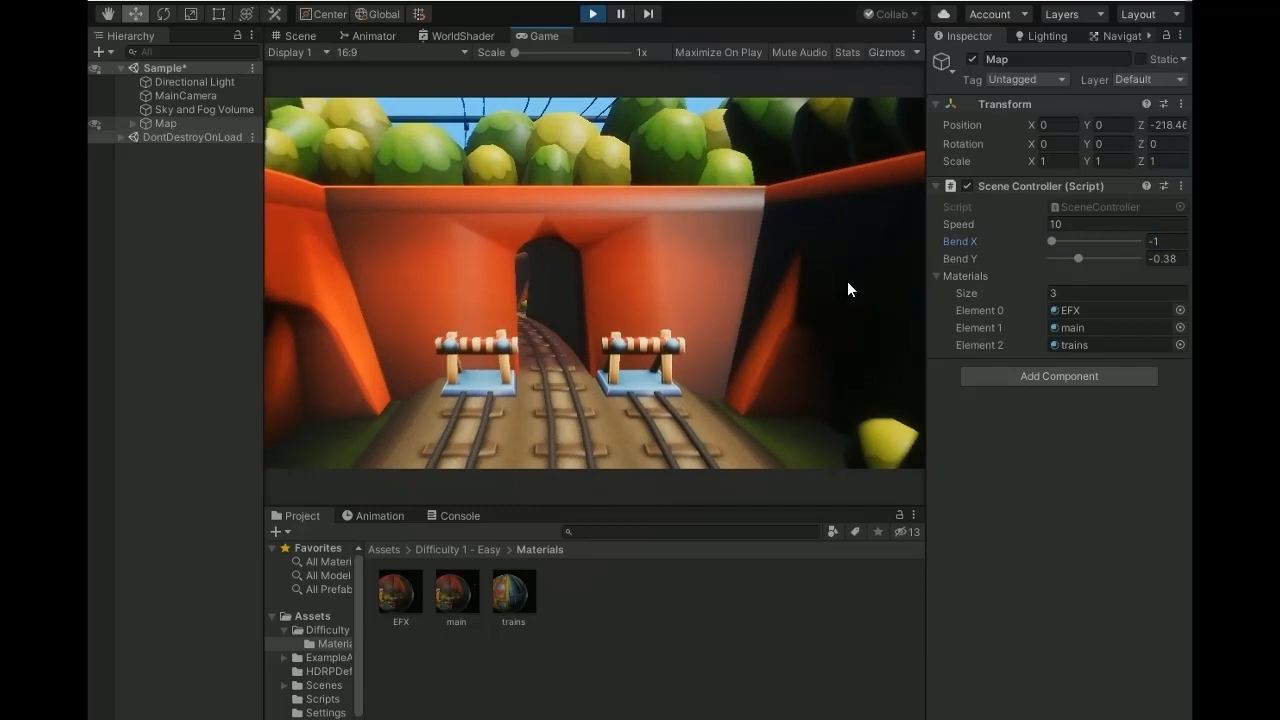 Center Global Collab Account Layers Layout
Hierarchy Scene Animator WorldShader Game Inspector Lighting Navigat
All Display 1 16:9 Scale 1x Maximize On Play Mute Audio Stats Gizmos
Sample*
Directional Light
MainCamera
Sky and Fog Volume
Map
DontDestroyOnLoad
Map Static
Tag Untagged Layer Default
Transform
Position X 0 Y 0 Z -218.46
Rotation X 0 Y 0 Z 0
Scale X 1 Y 1 Z 1
Scene Controller (Script)
Script SceneController
Speed 10
Bend X -1
Bend Y -0.38
Materials
Size 3
Element 0 EFX
Element 1 main
Element 2 trains
Add Component
Project Animation Console
13
Favorites
All Materi
All Model
All Prefab
Assets
Difficulty
Materia
ExampleA
HDRPDef
Scenes
Scripts
Settings
Assets > Difficulty 1 - Easy > Materials
EFX main trains